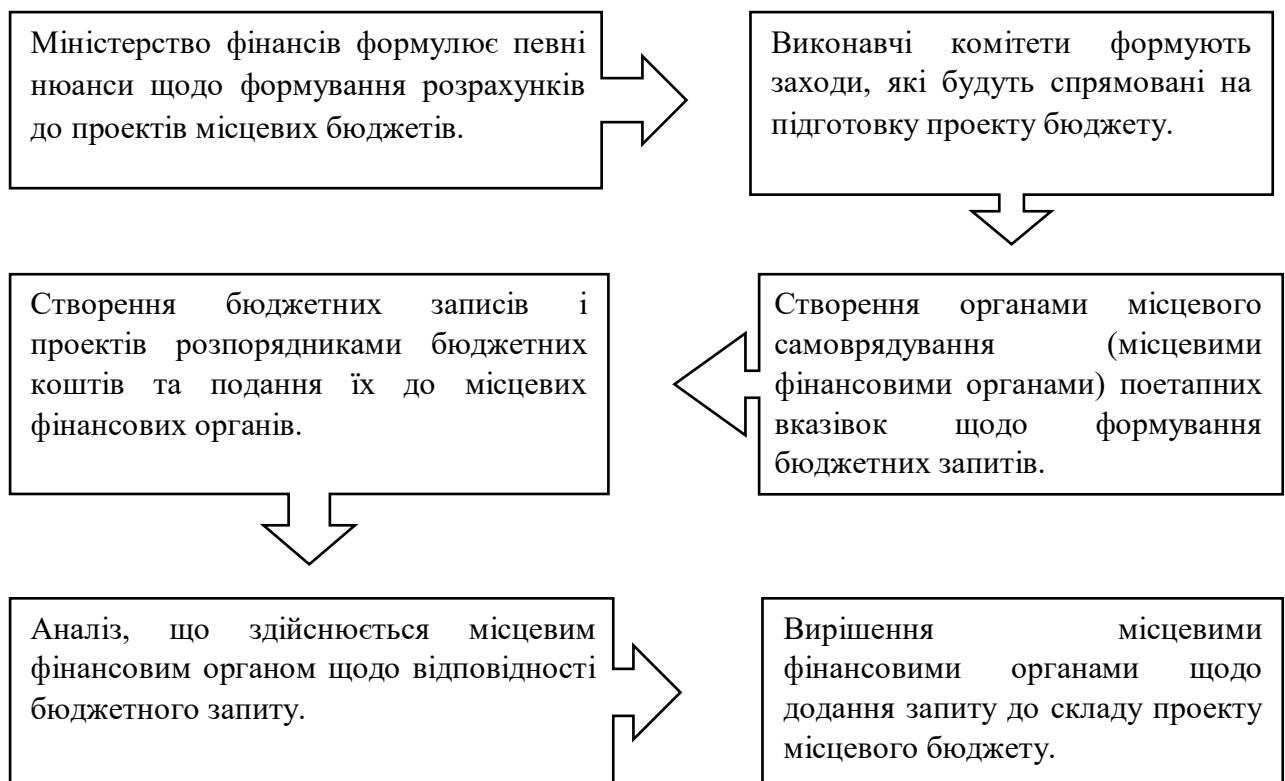 Міністерство фінансів формулює певні
нюанси щодо формування розрахунків
до проектів місцевих бюджетів.
Виконавчі комітети формують
заходи, які будуть спрямовані на
підготовку проекту бюджету.
Створення органами місцевого
самоврядування (місцевими
фінансовими органами) поетапних
вказівок щодо формування
бюджетних запитів.
Створення бюджетних записів і
проектів розпорядниками бюджетних
коштів та подання їх до місцевих
фінансових органів.
Аналіз, що здійснюється місцевим
фінансовим органом щодо відповідності
бюджетного запиту.
Вирішення місцевими
фінансовими органами щодо
додання запиту до складу проекту
місцевого бюджету.